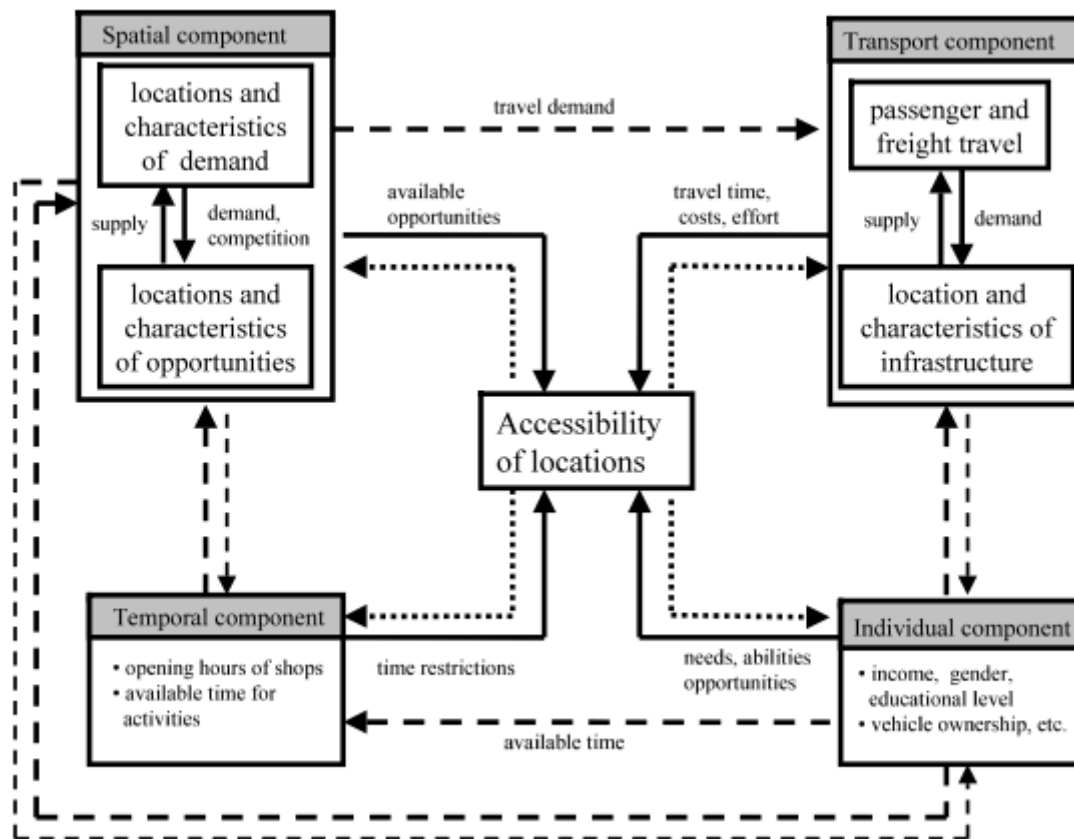 Spatial component
locations and
characteristics
of demand
supply
demand,
competition
locations and
characteristics
of opportunities
travel demand
available
opportunities
travel time,
costs, effort
Transport component
passenger and
freight travel
supply
demand
location and
characteristics of
infrastructure
Accessibility
of locations
Temporal component
• opening hours of shops
• available time for
activities
time restrictions
needs, abilities
opportunities
available time
Individual component
• income, gender,
educational level
• vehicle ownership, etc.